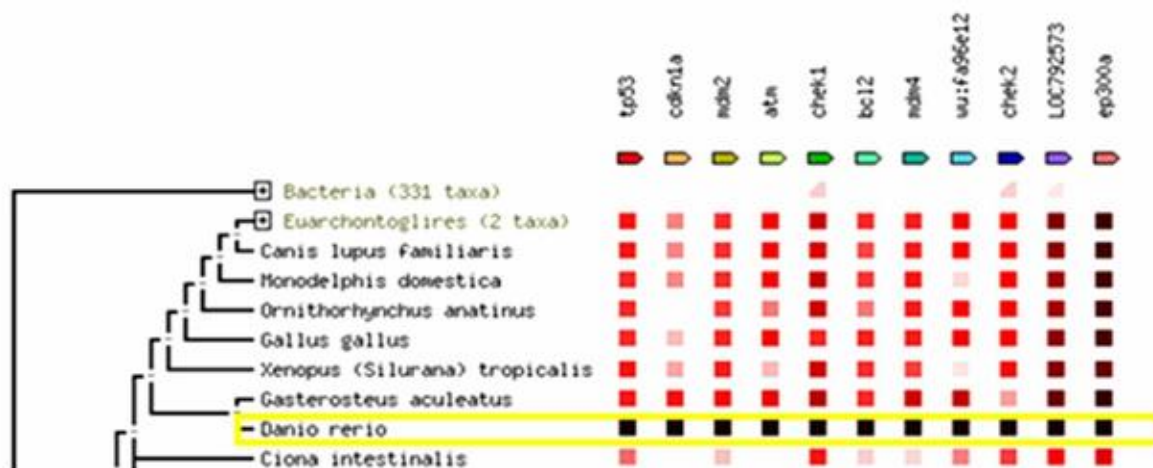 tp53
cdkn1a
mdm2
atm
chek1
bcl2
mdm4
wu:fa96e12
chek2
LOC792573
ep300a
Bacteria (331 taxa)
Euarchontoglires (2 taxa)
Canis lupus familiaris
Monodelphis domestica
Ornithorhynchus anatinus
Gallus gallus
Xenopus (Silurana) tropicalis
Gasterosteus aculeatus
Danio rerio
Ciona intestinalis